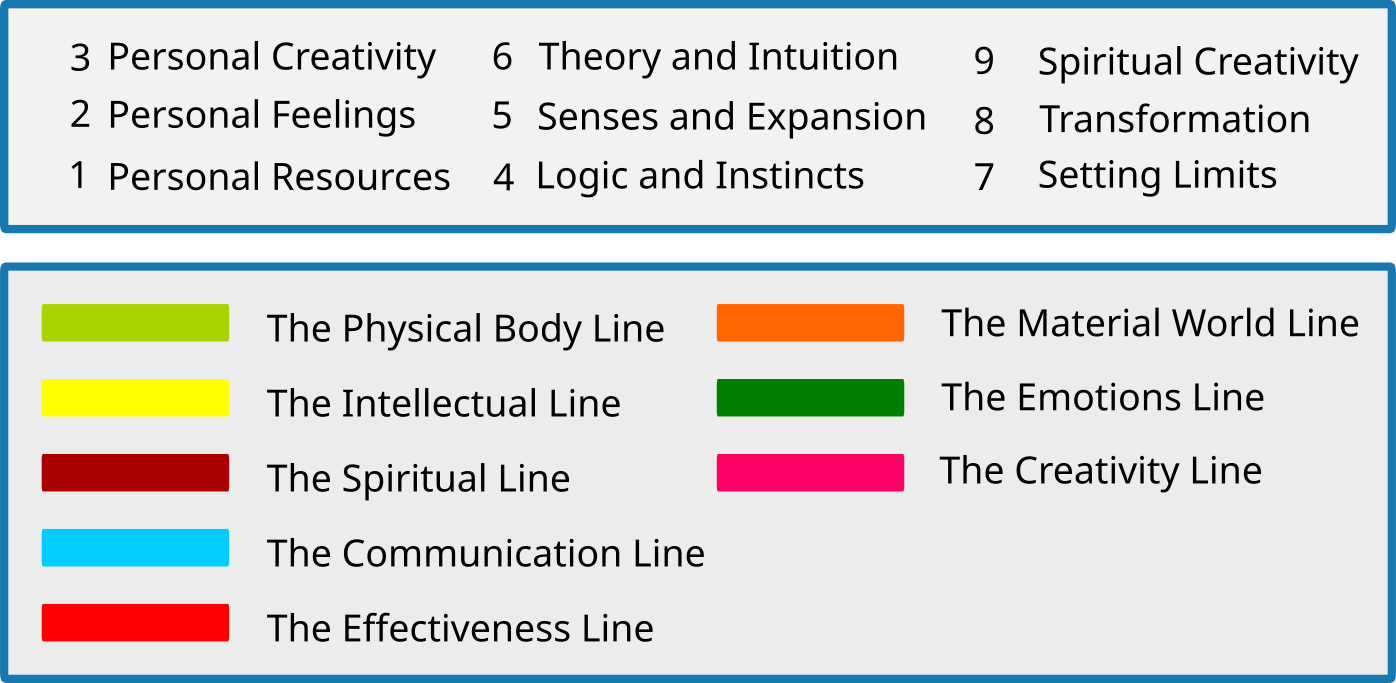 3 Personal Creativity
2 Personal Feelings
1 Personal Resources
6 Theory and Intuition
5 Senses and Expansion
4 Logic and Instincts
9 Spiritual Creativity
8 Transformation
7 Setting Limits
The Physical Body Line
The Intellectual Line
The Spiritual Line
The Communication Line
The Effectiveness Line
The Material World Line
The Emotions Line
The Creativity Line